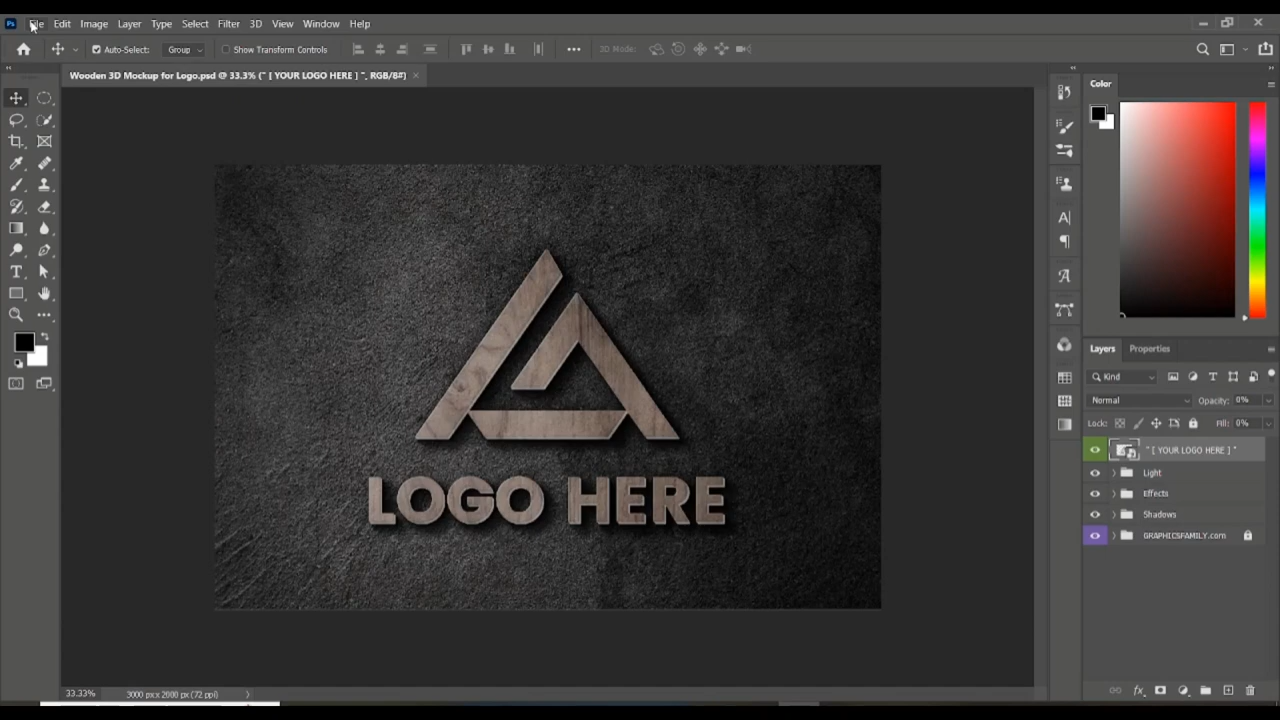 Ps File Edit Image Layer Type Select Filter 3D View Window Help
Auto-Select: Group Show Transform Controls 3D Mode:
Wooden 3D Mockup for Logo.psd @ 33.3% (" [ YOUR LOGO HERE ] ", RGB/8#) ×
Color
LOGO HERE
Layers Properties
Kind
Normal Opacity: 0%
Lock: Fill: 0%
" [ YOUR LOGO HERE ] "
Light
Effects
Shadows
GRAPHICSFAMILY.com
33.33% 3000 px x 2000 px (72 ppi)